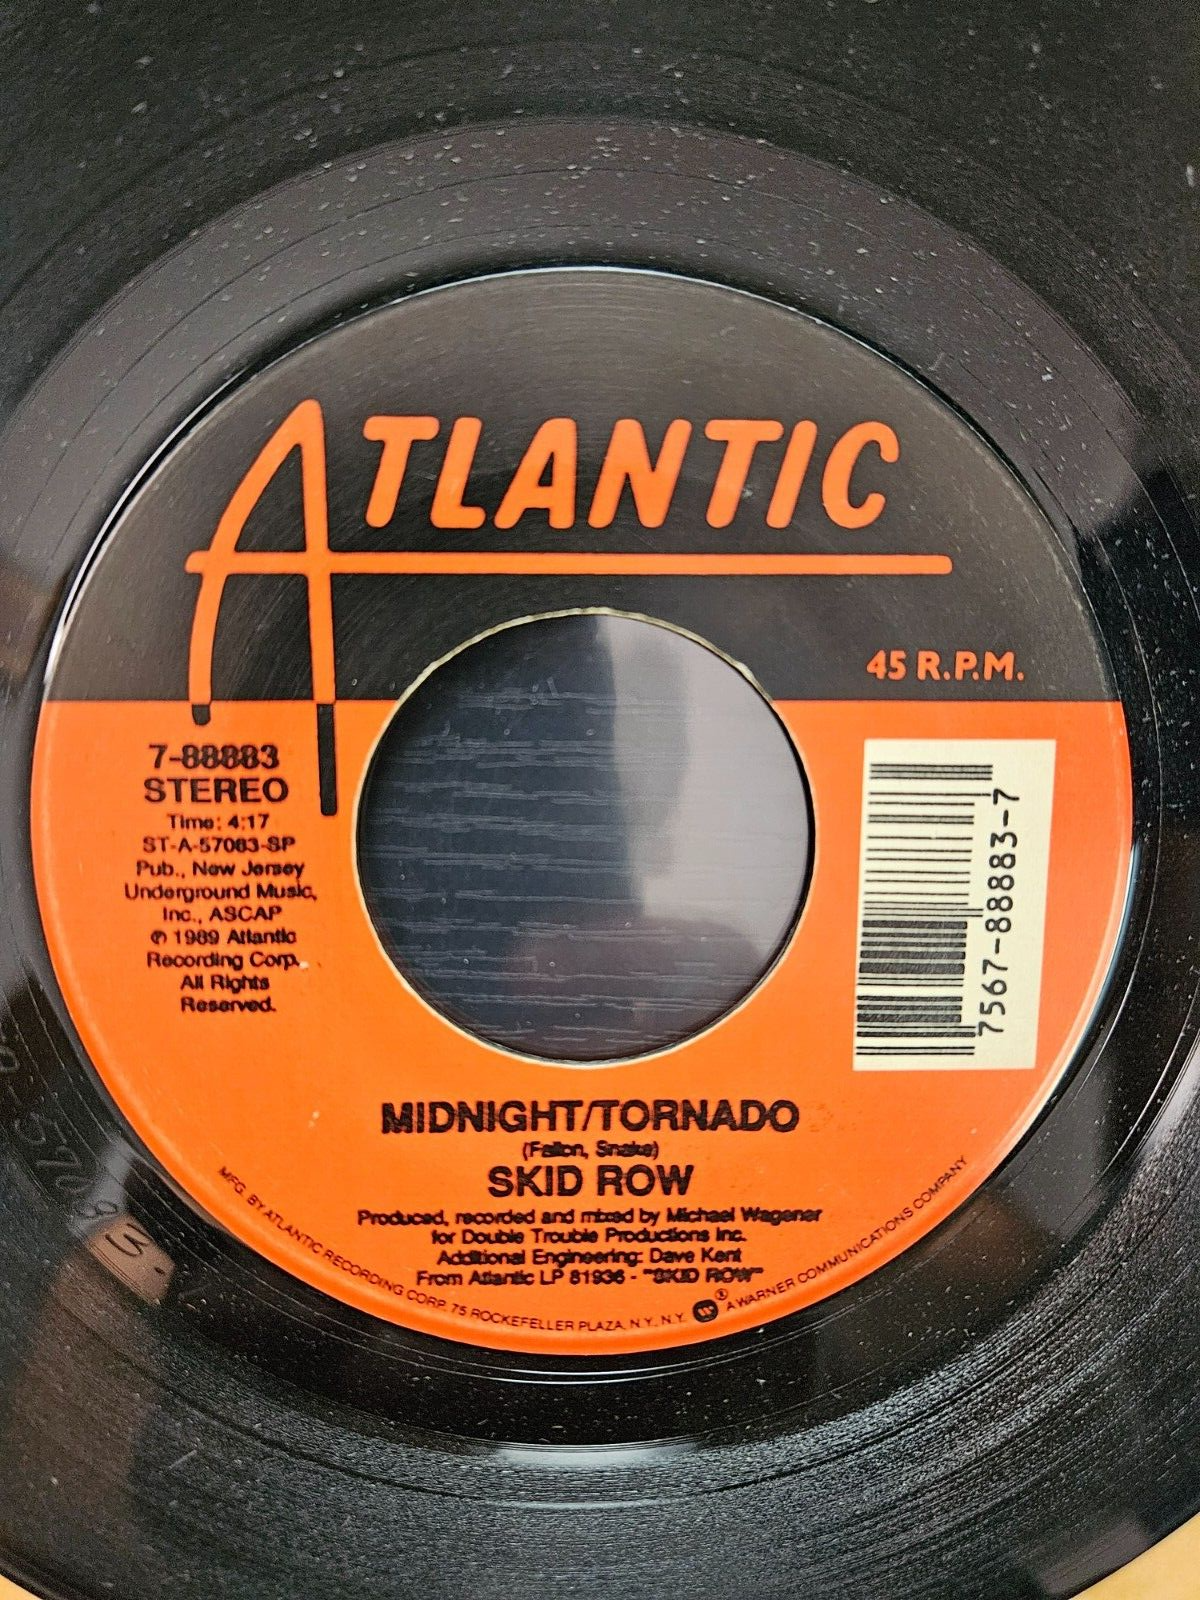 ATLANTIC
45 R.P.M.
7-88883
STEREO
Time: 4:17
ST-A-57083-SP
Pub., New Jersey
Underground Music,
Inc., ASCAP
℗ 1989 Atlantic
Recording Corp.
All Rights
Reserved.
7567-88883-7
MIDNIGHT/TORNADO
(Fallon, Snake)
SKID ROW
Produced, recorded and mixed by Michael Wagener
for Double Trouble Productions Inc.
Additional Engineering: Dave Kent
From Atlantic LP 81936 - "SKID ROW"
MFG. BY ATLANTIC RECORDING CORP. 75 ROCKEFELLER PLAZA, N.Y., N.Y. ® A WARNER COMMUNICATIONS COMPANY